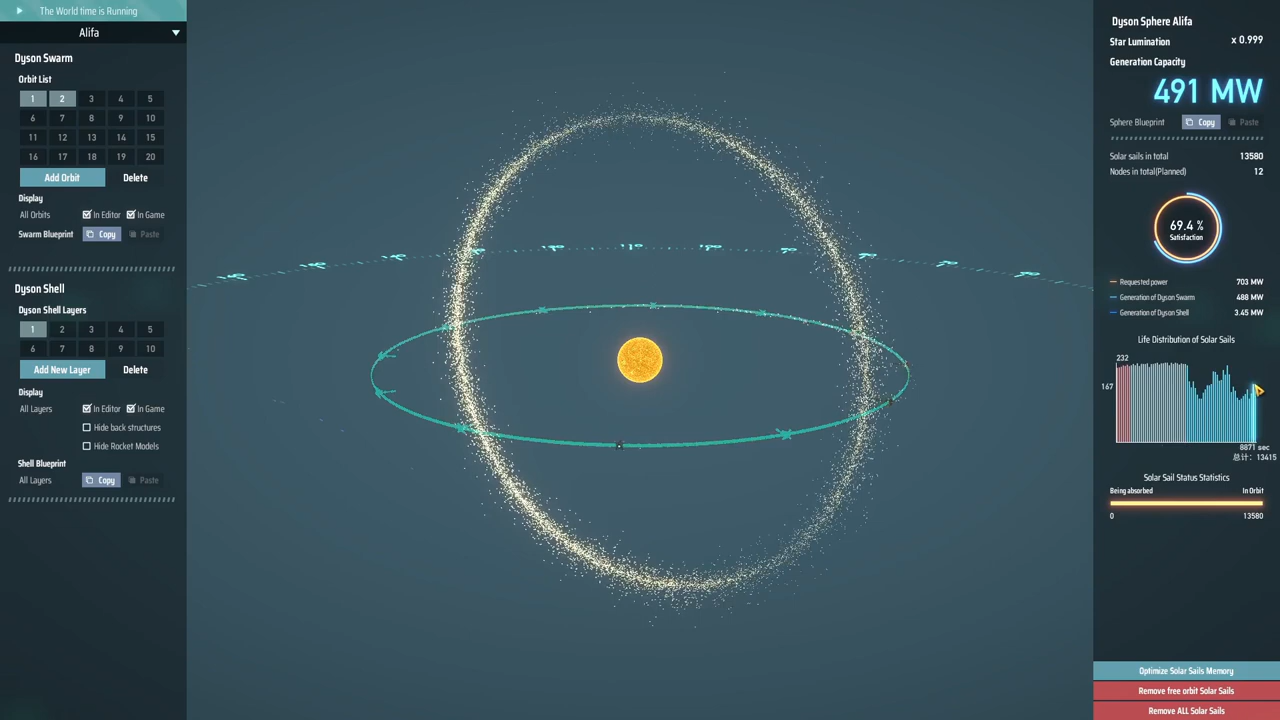 The World time is Running
Alifa
Dyson Swarm
Orbit List
1 2 3 4 5
6 7 8 9 10
11 12 13 14 15
16 17 18 19 20
Add Orbit Delete
Display
All Orbits In Editor In Game
Swarm Blueprint Copy Paste
Dyson Shell
Dyson Shell Layers
1 2 3 4 5
6 7 8 9 10
Add New Layer Delete
Display
All Layers In Editor In Game
Hide back structures
Hide Rocket Models
Shell Blueprint
All Layers Copy Paste
Dyson Sphere Alifa
Star Lumination x 0.999
Generation Capacity
491 MW
Sphere Blueprint Copy Paste
Solar sails in total 13580
Nodes in total(Planned) 12
69.4 %
Satisfaction
Requested power 703 MW
Generation of Dyson Swarm 488 MW
Generation of Dyson Shell 3.45 MW
Life Distribution of Solar Sails
232
167
8871 sec
总计: 13415
Solar Sail Status Statistics
Being absorbed In Orbit
0 13580
Optimize Solar Sails Memory
Remove free orbit Solar Sails
Remove ALL Solar Sails